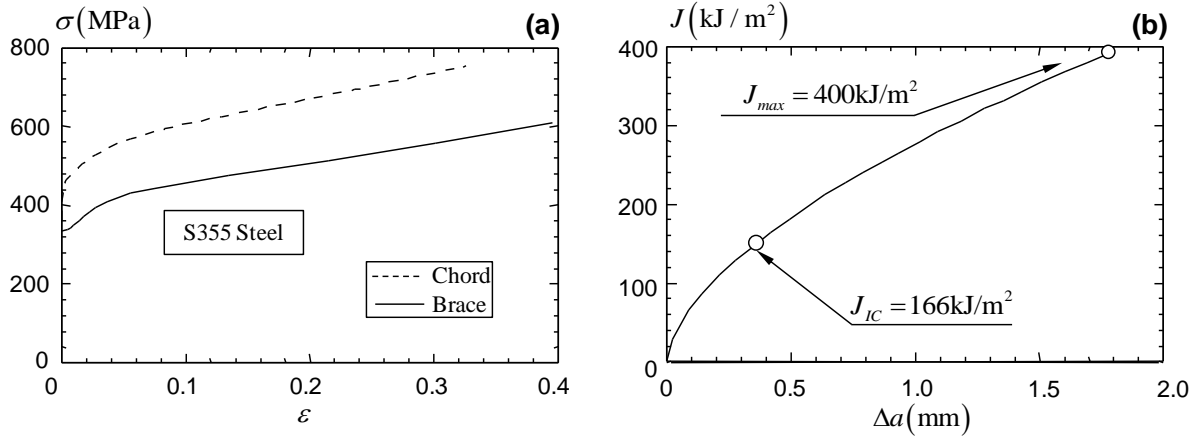 σ(MPa)
(a)
800
600
400
200
0
S355 Steel
Chord
Brace
0
0.1
0.2
0.3
0.4
ε
J(kJ / m²)
(b)
400
300
200
100
0
J_max = 400kJ/m²
J_IC = 166kJ/m²
0
0.5
1.0
1.5
2.0
Δa(mm)